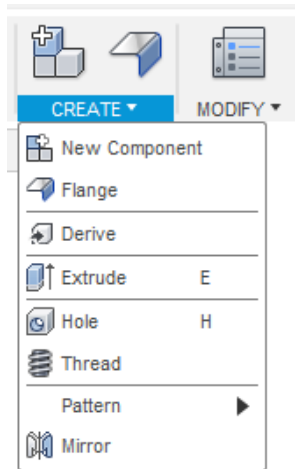 CREATE ▼ MODIFY ▼
New Component
Flange
Derive
Extrude E
Hole H
Thread
Pattern ▶
Mirror